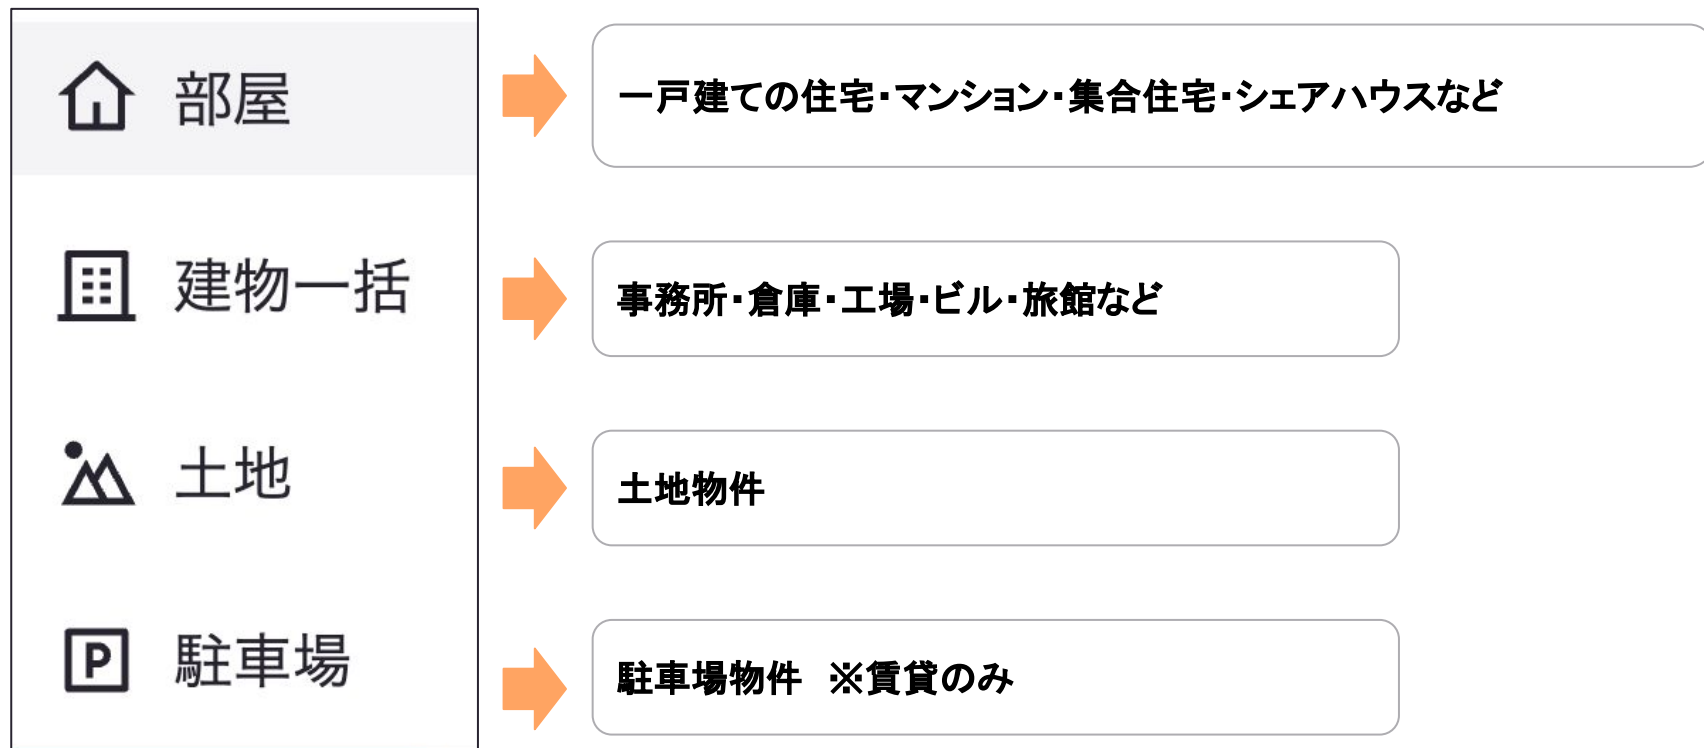 部屋
一戸建ての住宅・マンション・集合住宅・シェアハウスなど
建物一括
事務所・倉庫・工場・ビル・旅館など
土地
土地物件
P 駐車場
駐車場物件　※賃貸のみ